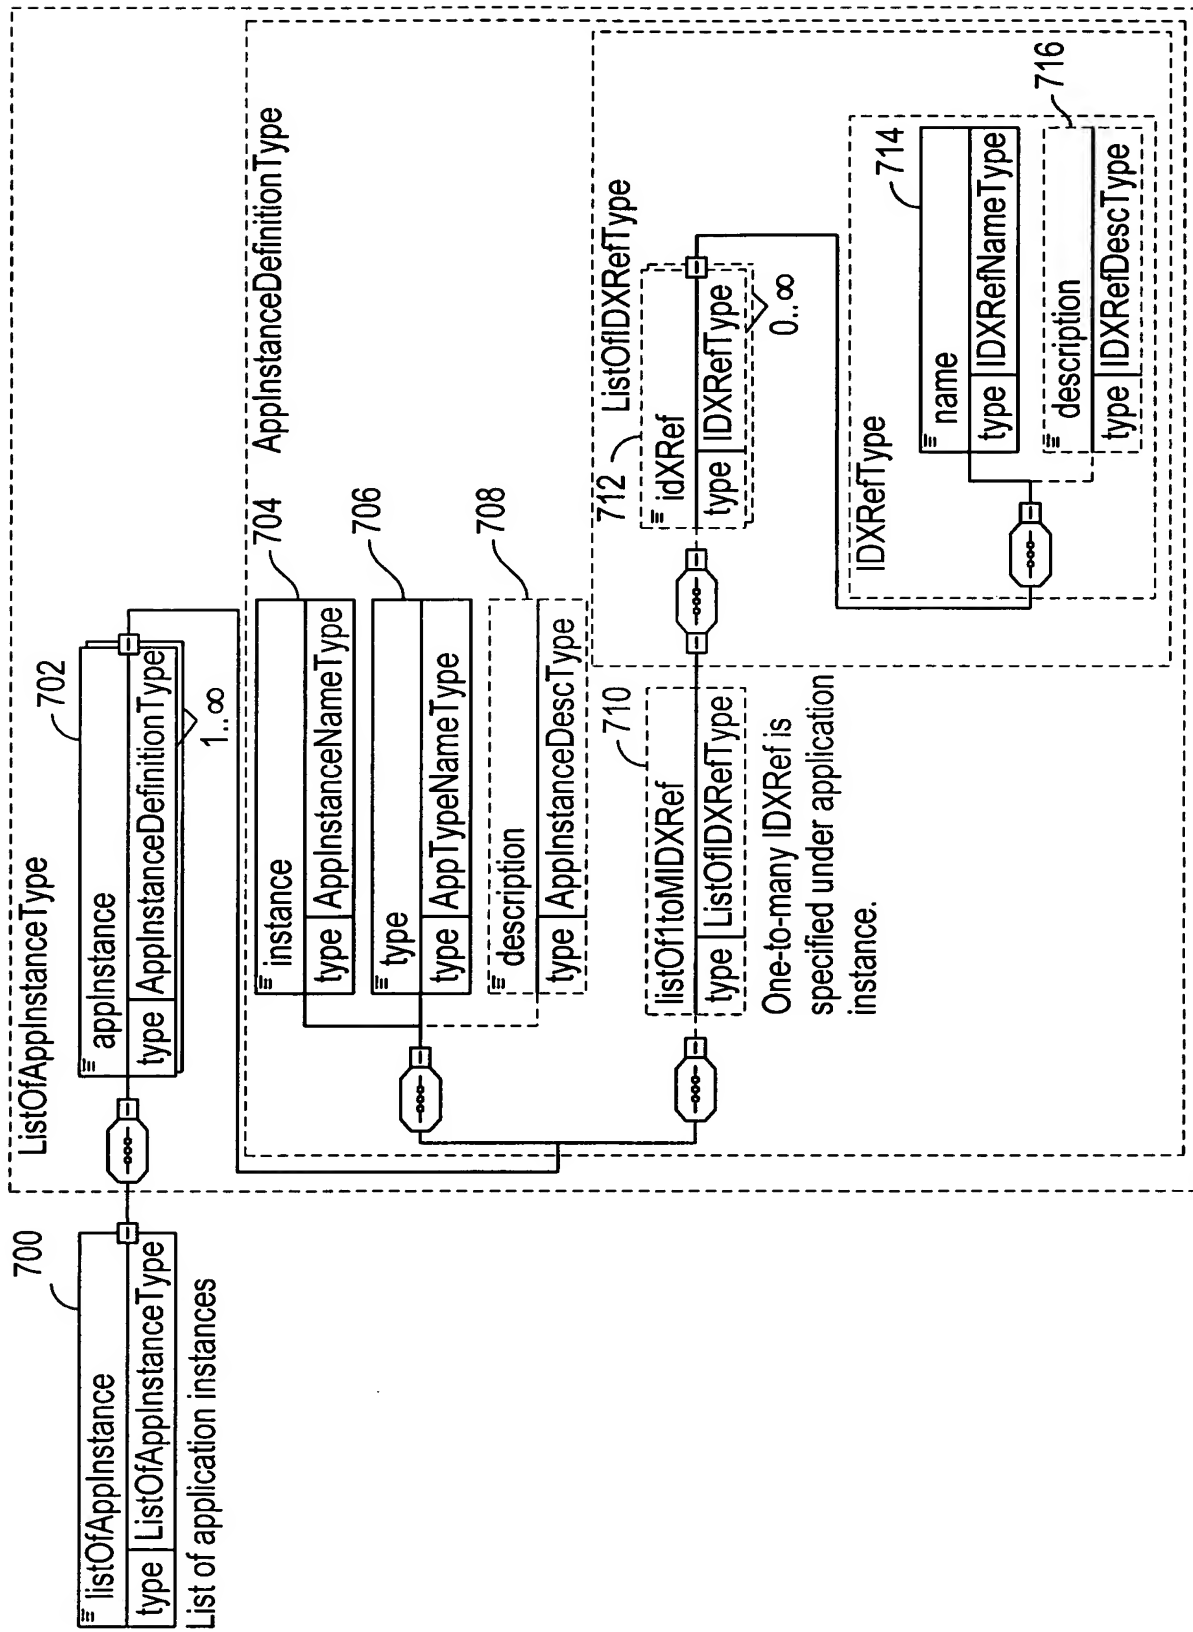 700
listOfAppInstance
type ListOfAppInstanceType
List of application instances
ListOfAppInstanceType
702
appInstance
type AppInstanceDefinitionType
1..∞
AppInstanceDefinitionType
704
instance
type AppInstanceNameType
706
type
type AppTypeNameType
708
description
type AppInstanceDescType
710
listOf1toMIDXRef
type ListOfIDXRefType
One-to-many IDXRef is
specified under application
instance.
ListOfIDXRefType
712
idXRef
type IDXRefType
0..∞
IDXRefType
714
name
type IDXRefNameType
716
description
type IDXRefDescType